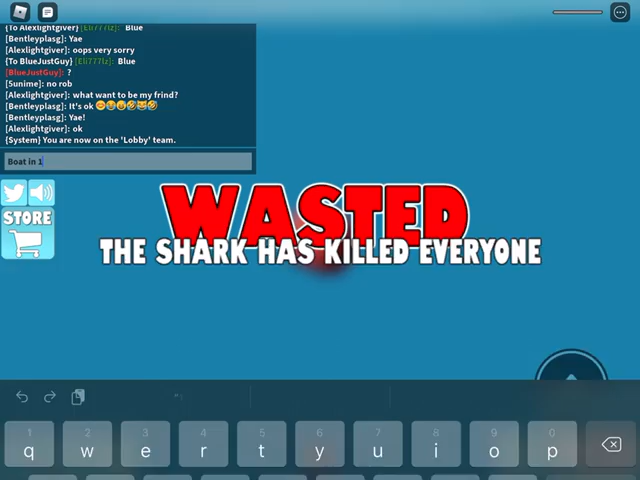 {To Alexlightgiver} [Eli777lz]: Blue
[Bentleyplasg]: Yae
[Alexlightgiver]: oops very sorry
{To BlueJustGuy} [Eli777lz]: Blue
[BlueJustGuy]: ?
[5unime]: no rob
[Alexlightgiver]: what want to be my frind?
[Bentleyplasg]: It's ok
[Bentleyplasg]: Yae!
[Alexlightgiver]: ok
{System} You are now on the 'Lobby' team.
Boat in 1
STORE
WASTED
THE SHARK HAS KILLED EVERYONE
1 2 3 4 5 6 7 8 9 0
q w e r t y u i o p